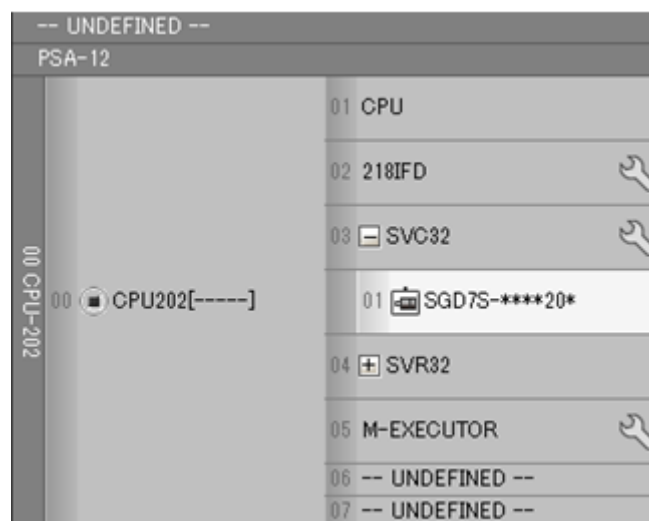 -- UNDEFINED --
PSA-12
00 CPU-202
00 CPU202[-----]
01 CPU
02 218IFD
03 SVC32
01 SGD7S-****20*
04 SVR32
05 M-EXECUTOR
06 -- UNDEFINED --
07 -- UNDEFINED --